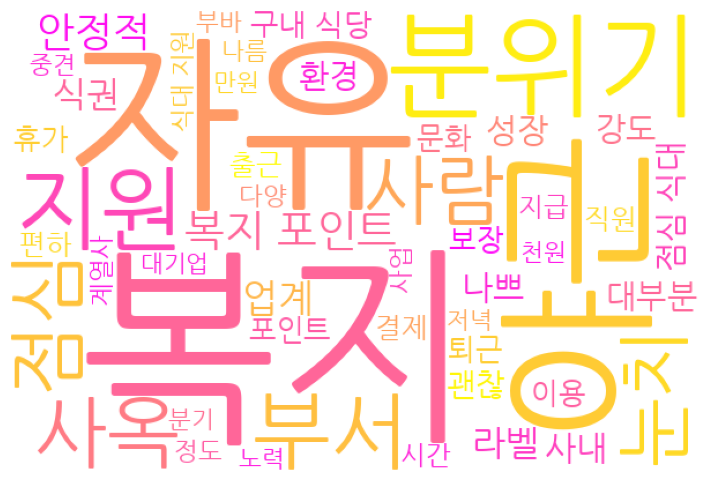 안정적
부바
구내 식당
분위기
중견
나름
자유
식권
식대 지원
만원
환경
휴가
출근
문화
성장
강도
지원
다양
사람
야근
점심 식대
편하
복지 포인트
보장
지급
직원
계열사
대기업
사업
천원
점심
복지
업계
나쁘
대부분
포인트
결제
저녁
퇴근
눈치
괜찮
이용
사옥
분기
부서
정도
노력
시간
라벨
사내